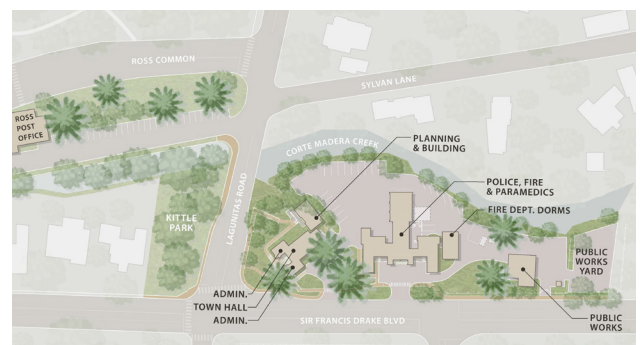 ROSS COMMON
SYLVAN LANE
ROSS
POST
OFFICE
CORTE MADERA CREEK
PLANNING
& BUILDING
POLICE, FIRE
& PARAMEDICS
FIRE DEPT. DORMS
KITTLE
PARK
LAGUNITAS ROAD
PUBLIC
WORKS
YARD
ADMIN.
TOWN HALL
ADMIN.
SIR FRANCIS DRAKE BLVD
PUBLIC
WORKS